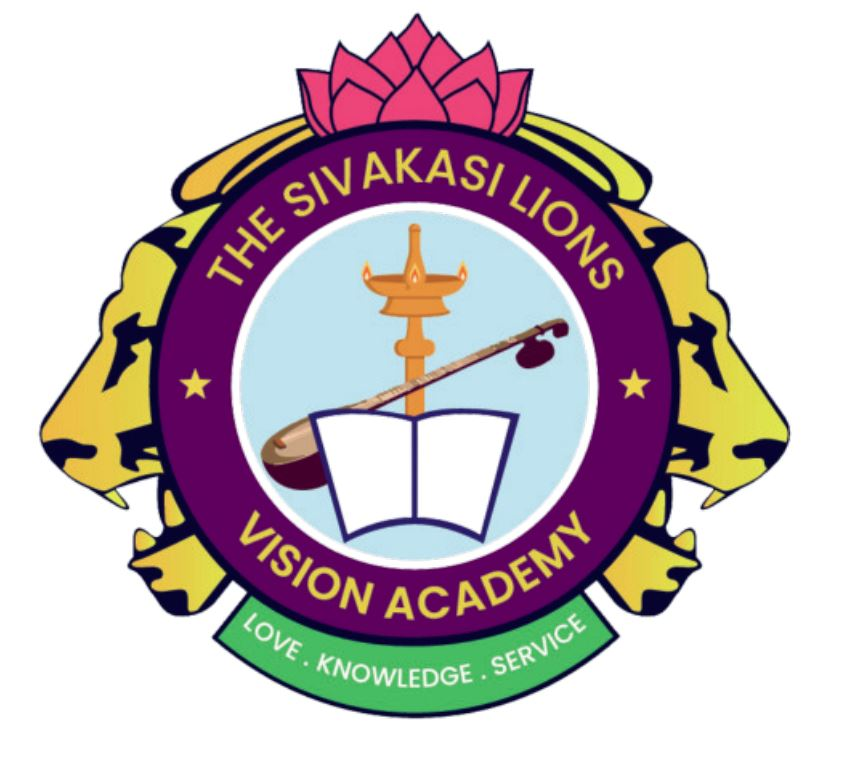 THE SIVAKASI LIONS
VISION ACADEMY
LOVE . KNOWLEDGE . SERVICE